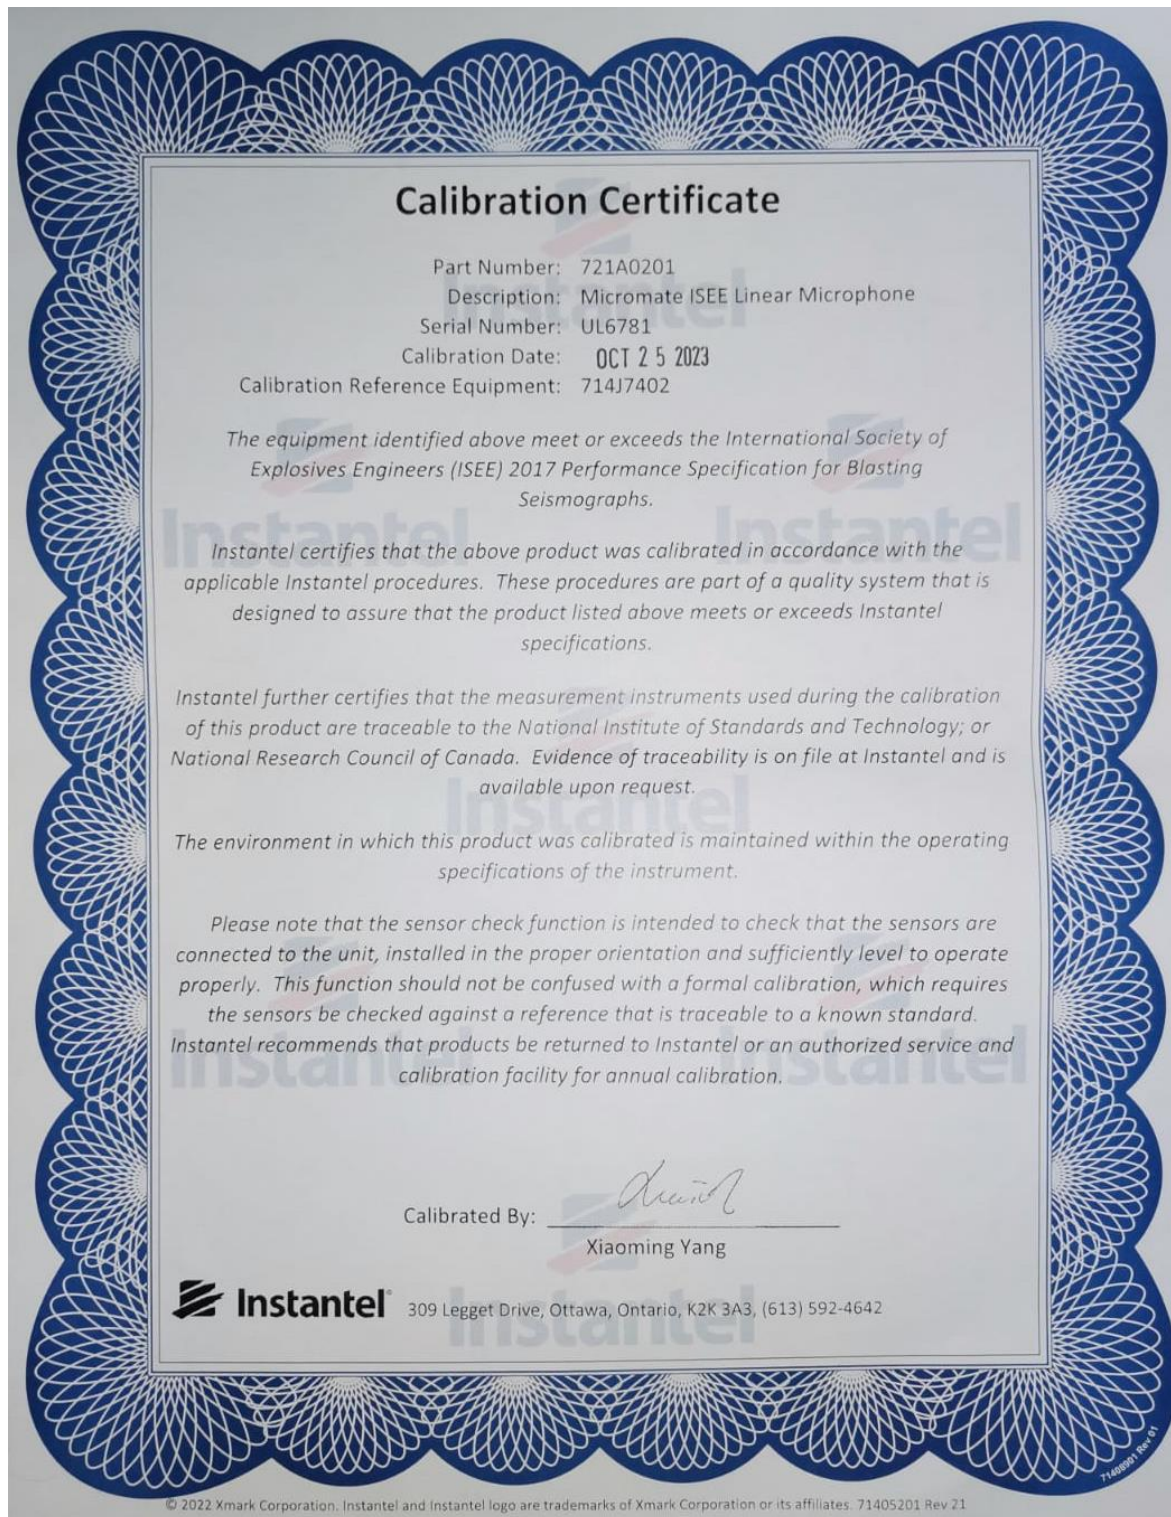 Calibration Certificate
Part Number: 721A0201
Description: Micromate ISEE Linear Microphone
Serial Number: UL6781
Calibration Date: OCT 25 2023
Calibration Reference Equipment: 714J7402
The equipment identified above meet or exceeds the International Society of
Explosives Engineers (ISEE) 2017 Performance Specification for Blasting
Seismographs.
Instantel certifies that the above product was calibrated in accordance with the
applicable Instantel procedures. These procedures are part of a quality system that is
designed to assure that the product listed above meets or exceeds Instantel
specifications.
Instantel further certifies that the measurement instruments used during the calibration
of this product are traceable to the National Institute of Standards and Technology; or
National Research Council of Canada. Evidence of traceability is on file at Instantel and is
available upon request.
The environment in which this product was calibrated is maintained within the operating
specifications of the instrument.
Please note that the sensor check function is intended to check that the sensors are
connected to the unit, installed in the proper orientation and sufficiently level to operate
properly. This function should not be confused with a formal calibration, which requires
the sensors be checked against a reference that is traceable to a known standard.
Instantel recommends that products be returned to Instantel or an authorized service and
calibration facility for annual calibration.
Calibrated By:
Xiaoming Yang
Instantel 309 Legget Drive, Ottawa, Ontario, K2K 3A3, (613) 592-4642
71408901 Rev 01
© 2022 Xmark Corporation. Instantel and Instantel logo are trademarks of Xmark Corporation or its affiliates. 71405201 Rev 21